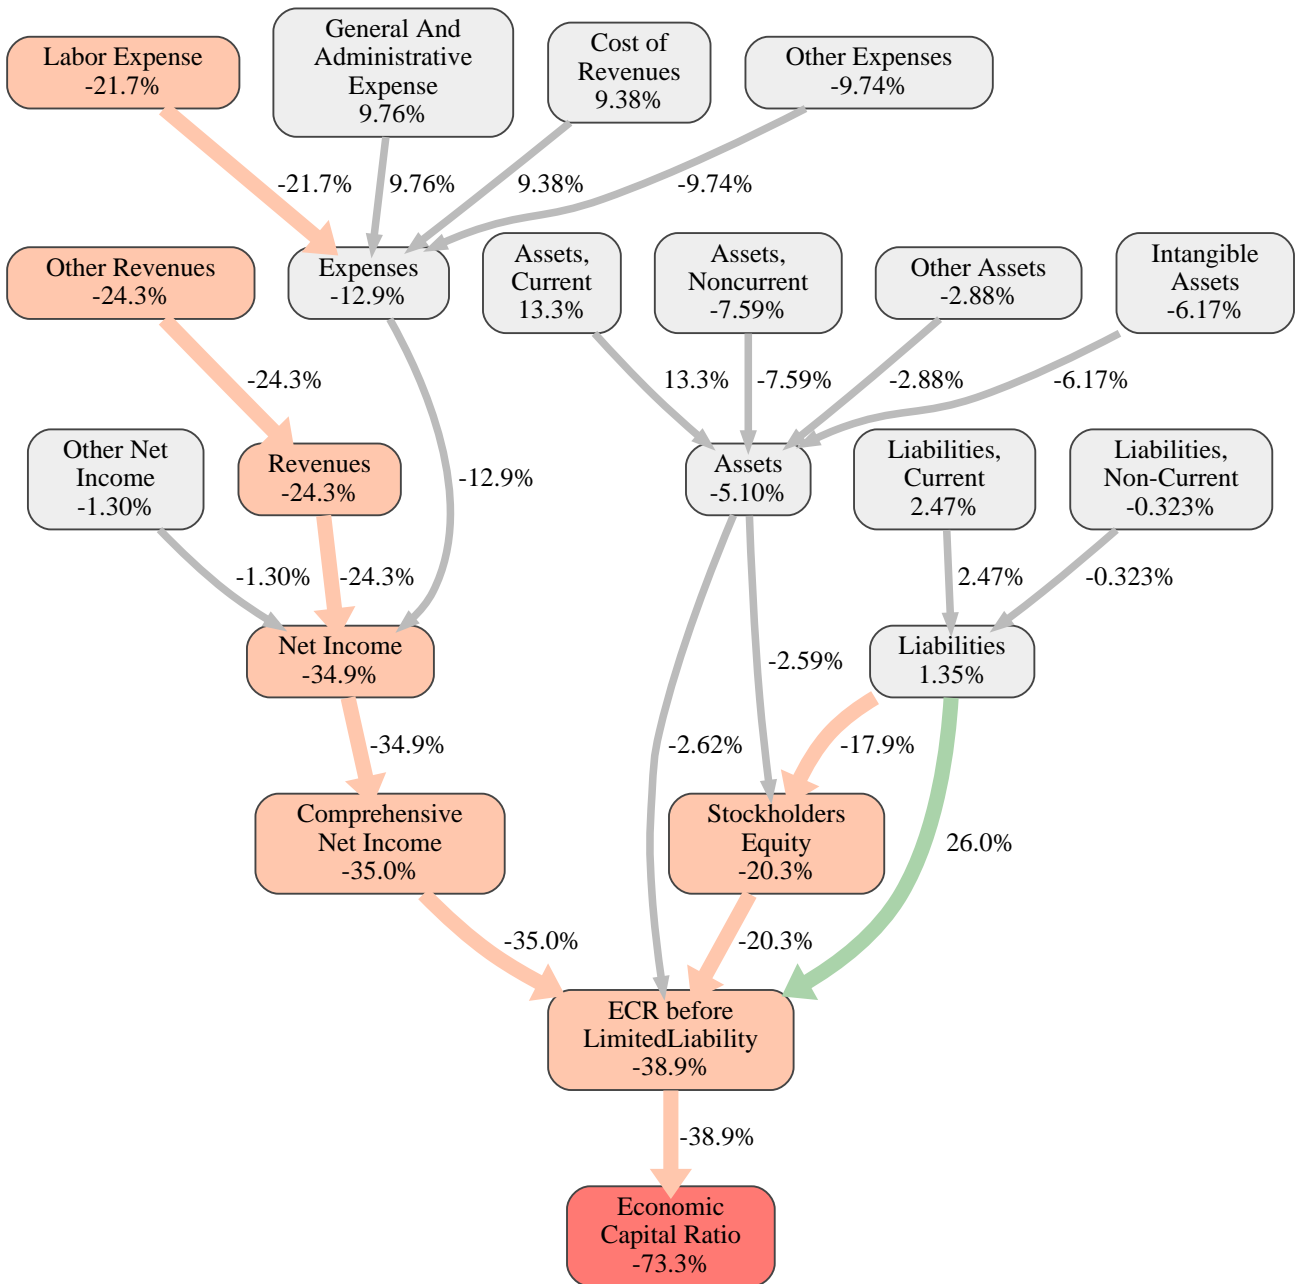 Labor Expense
-21.7%
General And
Administrative
Expense
9.76%
Cost of
Revenues
9.38%
Other Expenses
-9.74%
-21.7%
9.76%
9.38%
-9.74%
Other Revenues
-24.3%
Expenses
-12.9%
Assets,
Current
13.3%
Assets,
Noncurrent
-7.59%
Other Assets
-2.88%
Intangible
Assets
-6.17%
-24.3%
13.3%
-7.59%
-2.88%
-6.17%
Other Net
Income
-1.30%
Revenues
-24.3%
-12.9%
Assets
-5.10%
Liabilities,
Current
2.47%
Liabilities,
Non-Current
-0.323%
-1.30%
-24.3%
2.47%
-0.323%
Net Income
-34.9%
-2.59%
Liabilities
1.35%
-34.9%
-2.62%
-17.9%
Comprehensive
Net Income
-35.0%
Stockholders
Equity
-20.3%
26.0%
-35.0%
-20.3%
ECR before
LimitedLiability
-38.9%
-38.9%
Economic
Capital Ratio
-73.3%